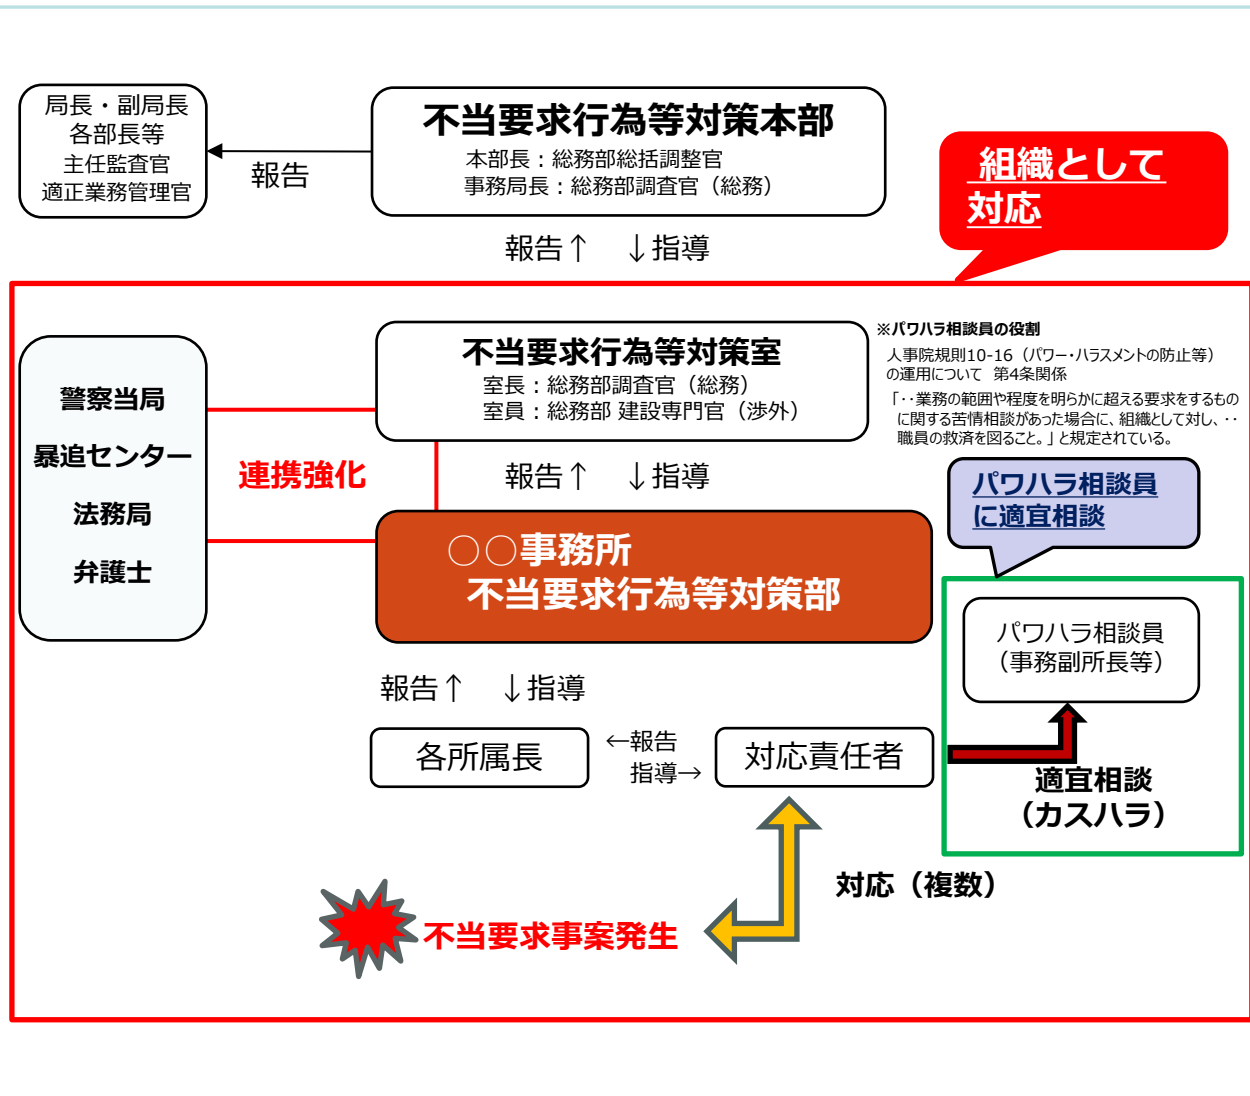 局長・副局長
各部長等
主任監査官
適正業務管理官
報告
不当要求行為等対策本部
本部長：総務部総括調整官
事務局長：総務部調査官（総務）
組織として
対応
報告↑　↓指導
警察当局
暴追センター
法務局
弁護士
連携強化
不当要求行為等対策室
室長：総務部調査官（総務）
室員：総務部 建設専門官（渉外）
※パワハラ相談員の役割
人事院規則10-16（パワー・ハラスメントの防止等）
の運用について　第4条関係
「‥業務の範囲や程度を明らかに超える要求をするもの
に関する苦情相談があった場合に、組織として対し、‥
職員の救済を図ること。」と規定されている。
報告↑　↓指導
パワハラ相談員
に適宜相談
○○事務所
不当要求行為等対策部
パワハラ相談員
（事務副所長等）
報告↑　↓指導
各所属長
←報告
指導→
対応責任者
適宜相談
（カスハラ）
対応（複数）
不当要求事案発生